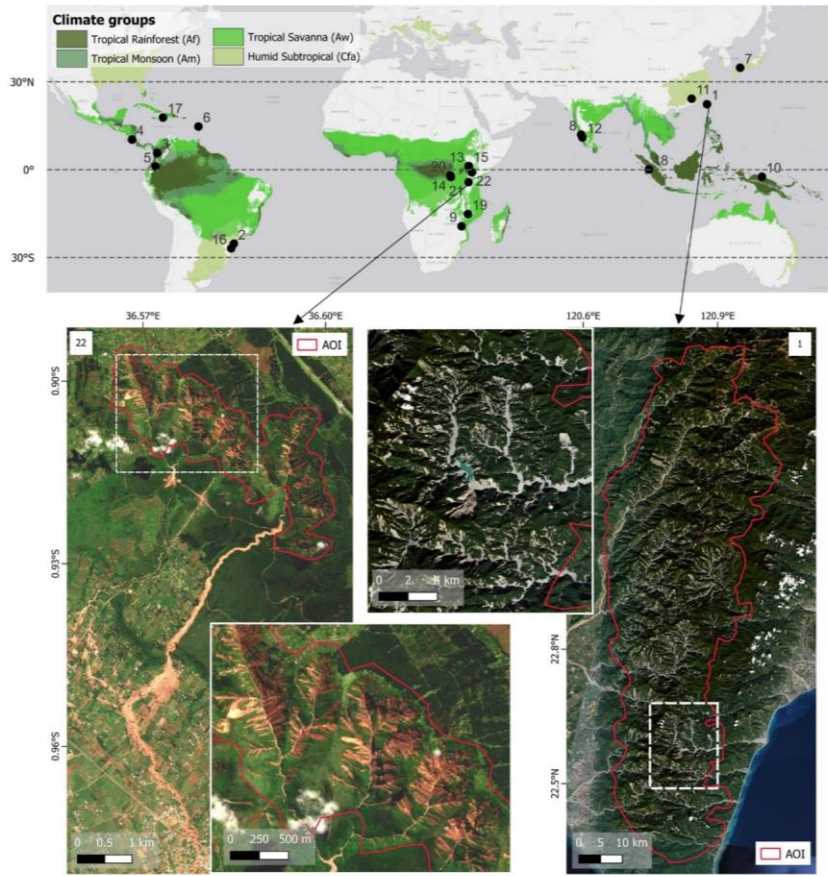 Climate groups
Tropical Rainforest (Af)
Tropical Savanna (Aw)
Tropical Monsoon (Am)
Humid Subtropical (Cfa)
30°N
0°
30°S
7
11
1
17
6
8
12
4
3
5
13
15
20
18
10
14
22
21
19
9
2
16
36.57°E
36.60°E
120.6°E
120.9°E
22
AOI
1
0.90°S
0.93°S
0.96°S
22.8°N
22.5°N
0 2 4 km
0 0.5 1 km
0 250 500 m
0 5 10 km
AOI